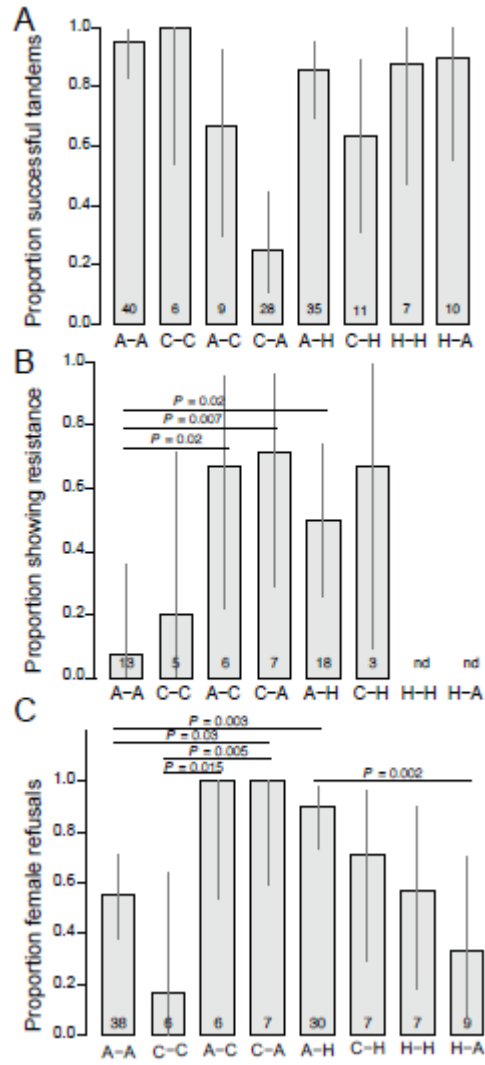 A
Proportion successful tandems
1.0
0.8
0.6
0.4
0.2
0.0
40 6 9 28 35 11 7 10
A–A C–C A–C C–A A–H C–H H–H H–A
B
Proportion showing resistance
1.0
0.8
0.6
0.4
0.2
0.0
P = 0.02
P = 0.007
P = 0.02
13 5 6 7 18 3 nd nd
A–A C–C A–C C–A A–H C–H H–H H–A
C
Proportion female refusals
1.0
0.8
0.6
0.4
0.2
0.0
P = 0.003
P = 0.03
P = 0.005
P = 0.015
P = 0.002
38 6 6 7 30 7 7 9
A–A C–C A–C C–A A–H C–H H–H H–A